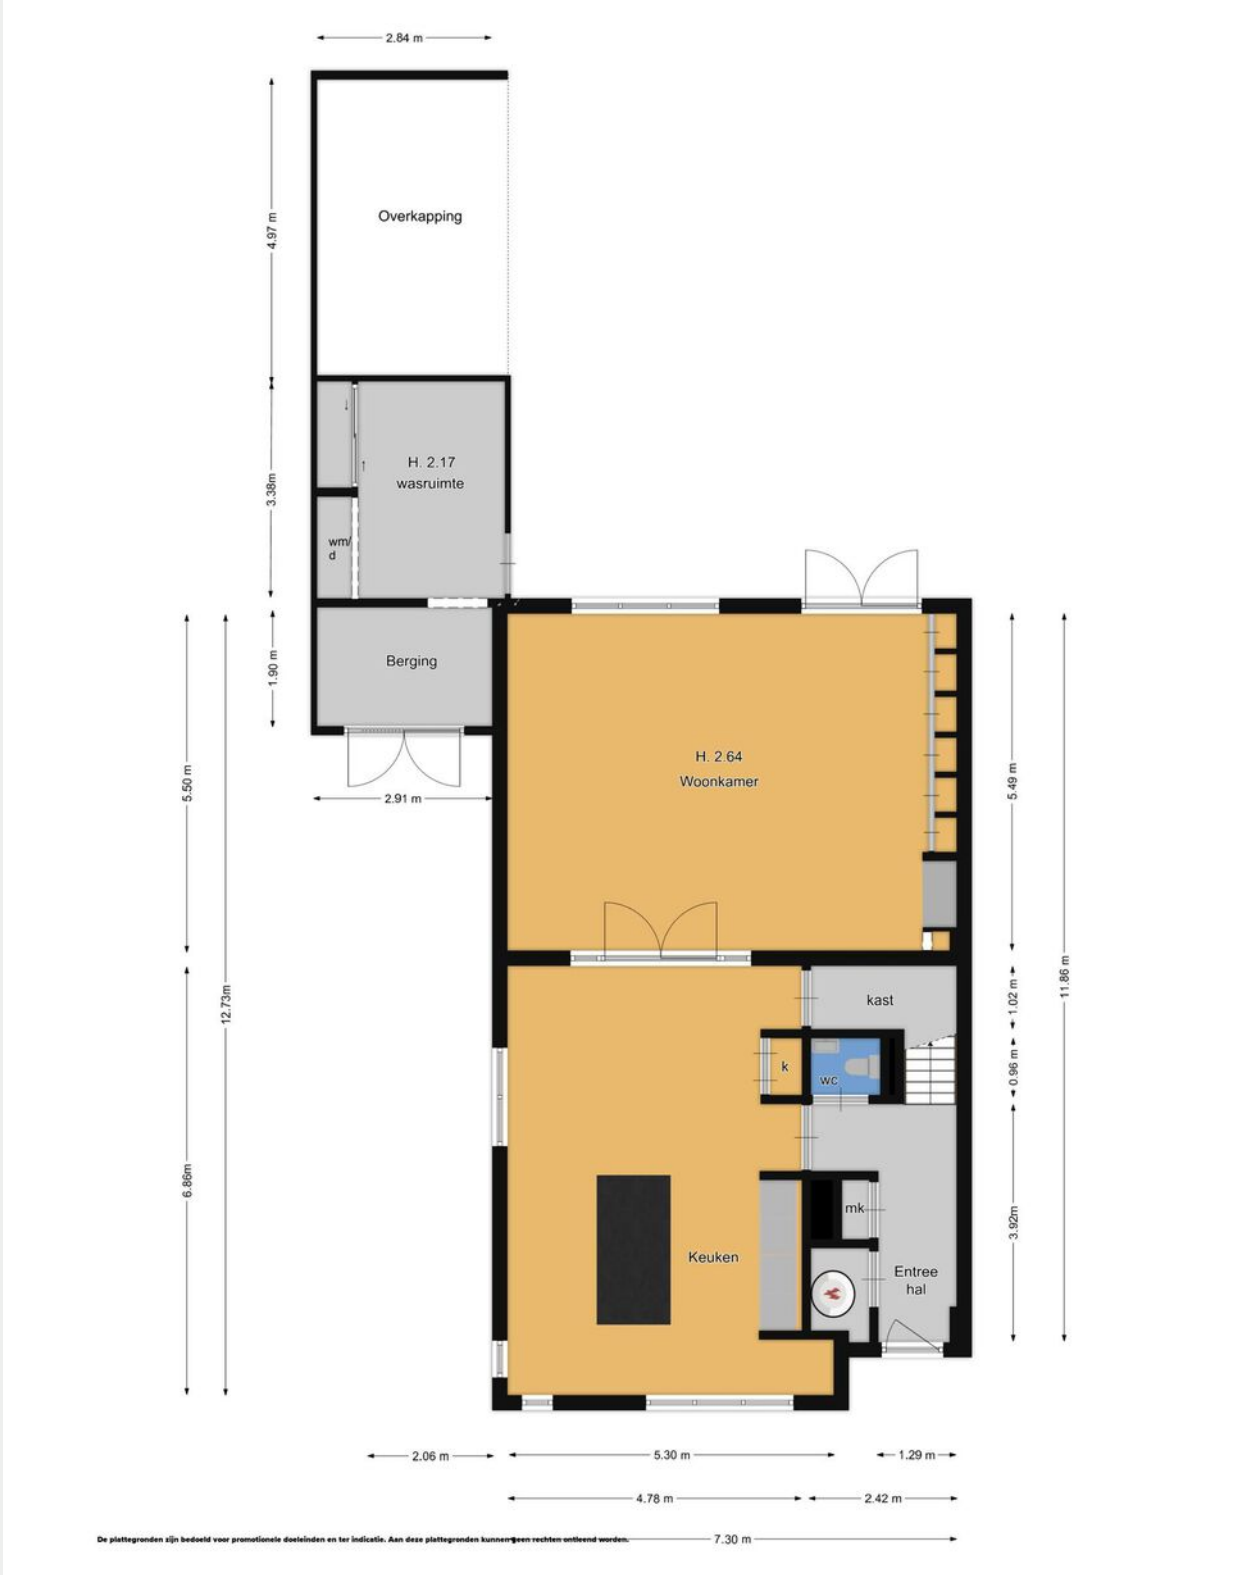 2.84 m
Overkapping
4.97 m
H. 2.17
wasruimte
3.38m
wm/
d
Berging
1.90 m
2.91 m
H. 2.64
Woonkamer
5.50 m
5.49 m
12.73m
11.86 m
kast
1.02 m
k
wc
0.96 m
6.86m
mk
3.92m
Keuken
Entree
hal
2.06 m
5.30 m
1.29 m
4.78 m
2.42 m
De plattegronden zijn bedoeld voor promotionele doeleinden en ter indicatie. Aan deze plattegronden kunnen geen rechten ontleend worden.
7.30 m